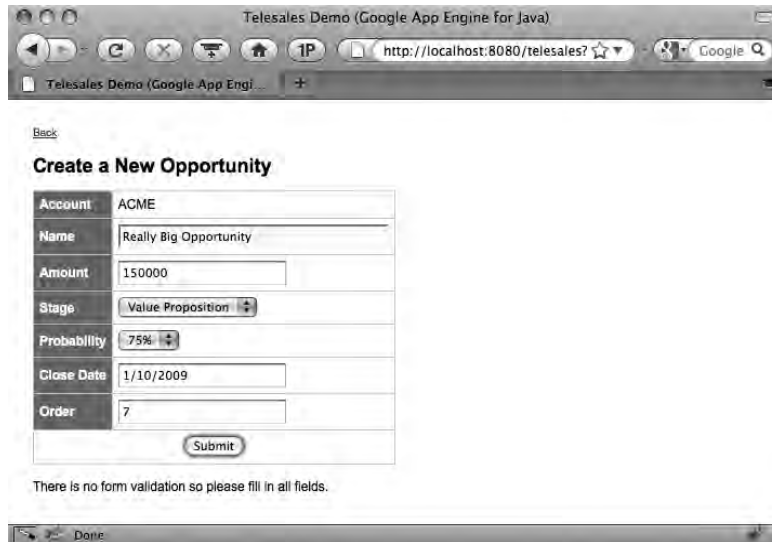 Telesales Demo (Google App Engine for Java)
1P http://localhost:8080/telesales? Google
Telesales Demo (Google App Engi... +
Back
Create a New Opportunity
Account ACME
Name Really Big Opportunity
Amount 150000
Stage Value Proposition
Probability 75%
Close Date 1/10/2009
Order 7
Submit
There is no form validation so please fill in all fields.
Done